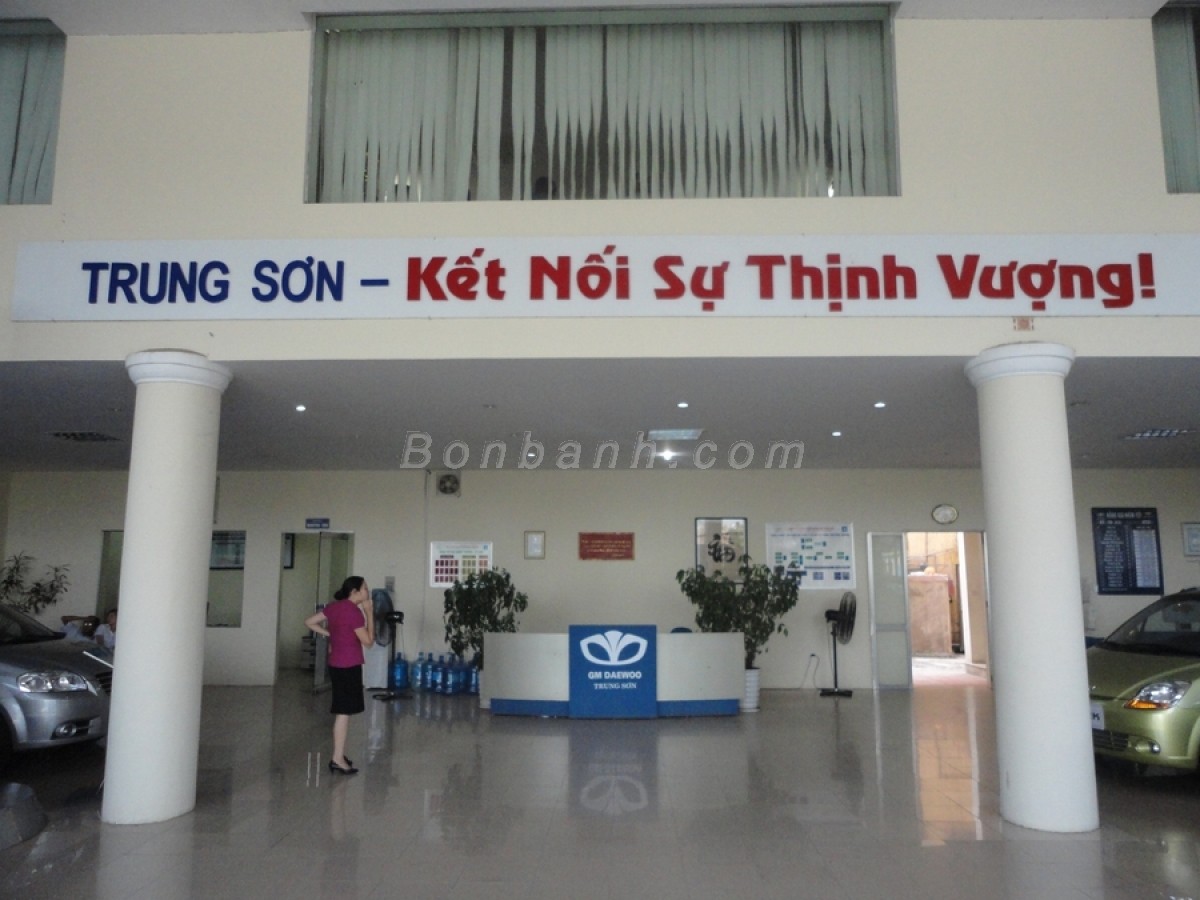 TRUNG SƠN – Kết Nối Sự Thịnh Vượng!
Bonbanh.com
GM DAEWOO
TRUNG SƠN